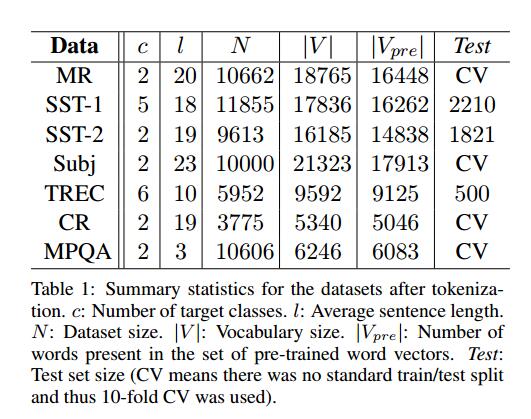 Data c l N |V| |Vpre| Test
MR 2 20 10662 18765 16448 CV
SST-1 5 18 11855 17836 16262 2210
SST-2 2 19 9613 16185 14838 1821
Subj 2 23 10000 21323 17913 CV
TREC 6 10 5952 9592 9125 500
CR 2 19 3775 5340 5046 CV
MPQA 2 3 10606 6246 6083 CV
Table 1: Summary statistics for the datasets after tokeniza-
tion. c: Number of target classes. l: Average sentence length.
N: Dataset size. |V|: Vocabulary size. |Vpre|: Number of
words present in the set of pre-trained word vectors. Test:
Test set size (CV means there was no standard train/test split
and thus 10-fold CV was used).